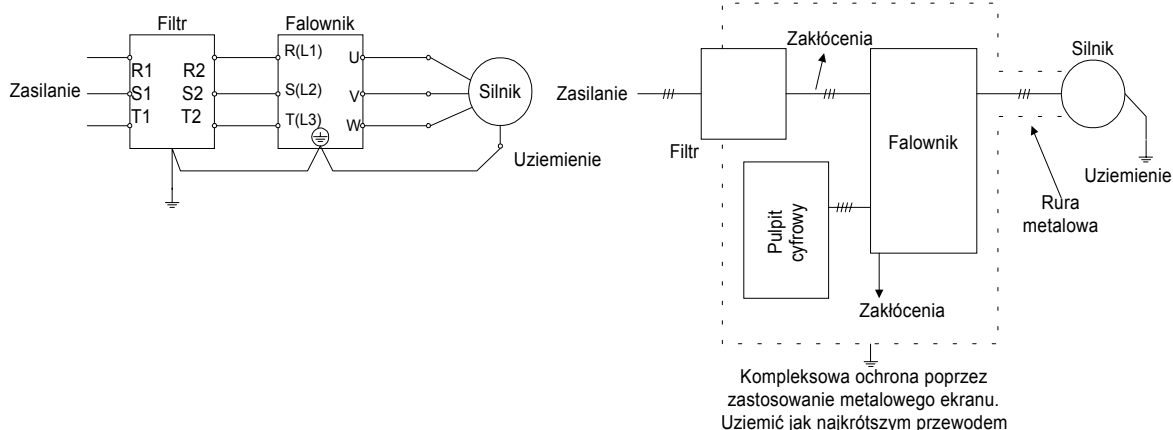 Filtr
Falownik
Zasilanie
R1
R2
S1
S2
T1
T2
R(L1)
S(L2)
T(L3)
U
V
W
Silnik
Uziemienie
Zakłócenia
Silnik
Zasilanie
Filtr
Falownik
Pulpit
cyfrowy
Zakłócenia
Uziemienie
Rura
metalowa
Kompleksowa ochrona poprzez
zastosowanie metalowego ekranu.
Uziemić jak najkrótszym przewodem